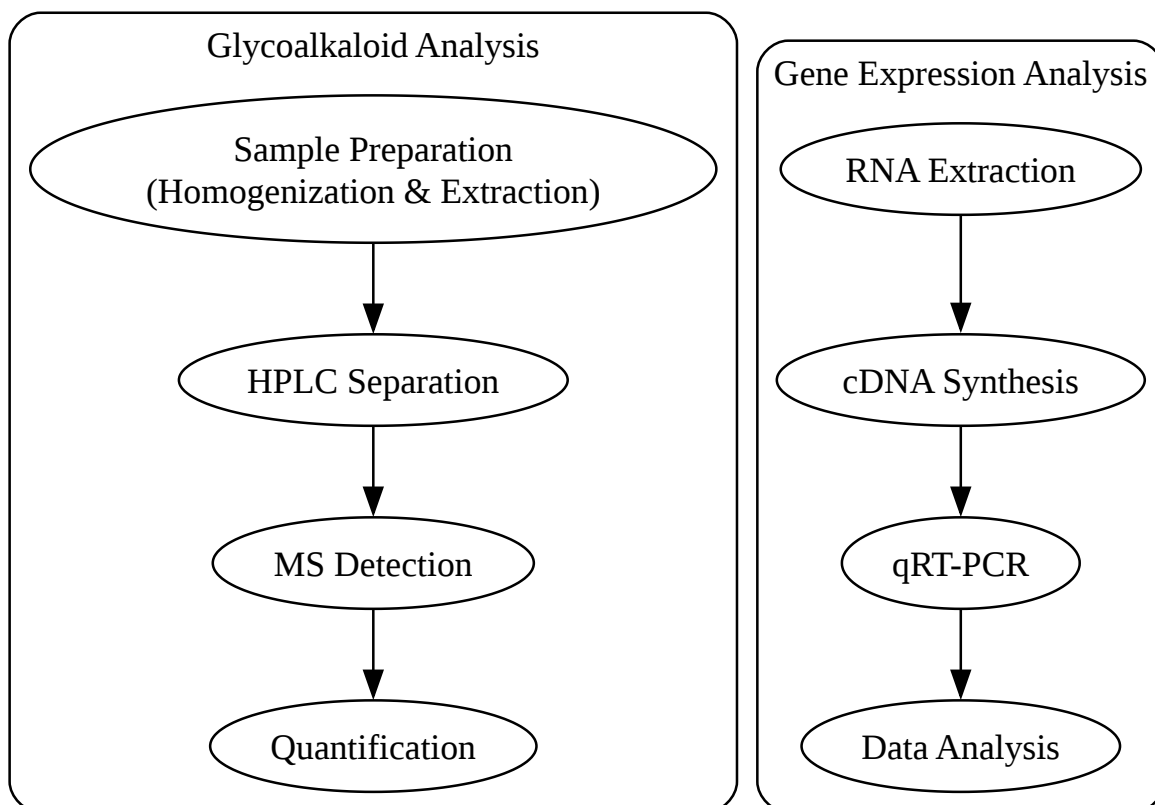 Glycoalkaloid Analysis
Sample Preparation
(Homogenization & Extraction)
HPLC Separation
MS Detection
Quantification
Gene Expression Analysis
RNA Extraction
cDNA Synthesis
qRT-PCR
Data Analysis